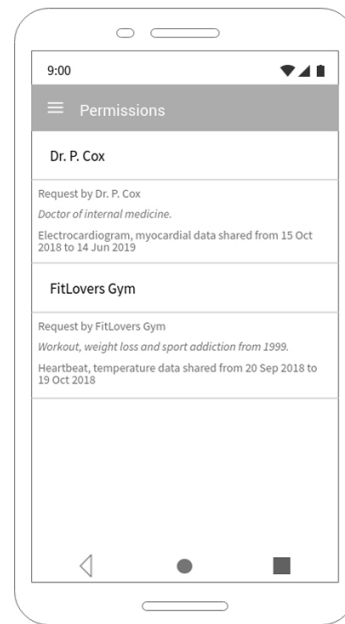 9:00
Permissions
Dr. P. Cox
Request by Dr. P. Cox
Doctor of internal medicine.
Electrocardiogram, myocardial data shared from 15 Oct
2018 to 14 Jun 2019
FitLovers Gym
Request by FitLovers Gym
Workout, weight loss and sport addiction from 1999.
Heartbeat, temperature data shared from 20 Sep 2018 to
19 Oct 2018